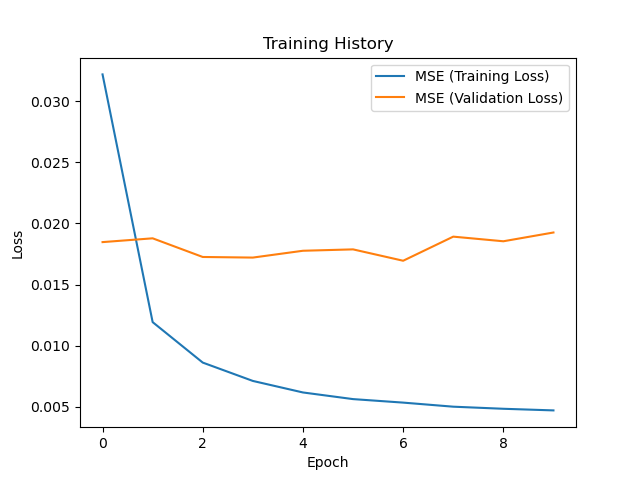 Training History
MSE (Training Loss)
MSE (Validation Loss)
0.030
0.025
0.020
0.015
0.010
0.005
Loss
0 2 4 6 8
Epoch